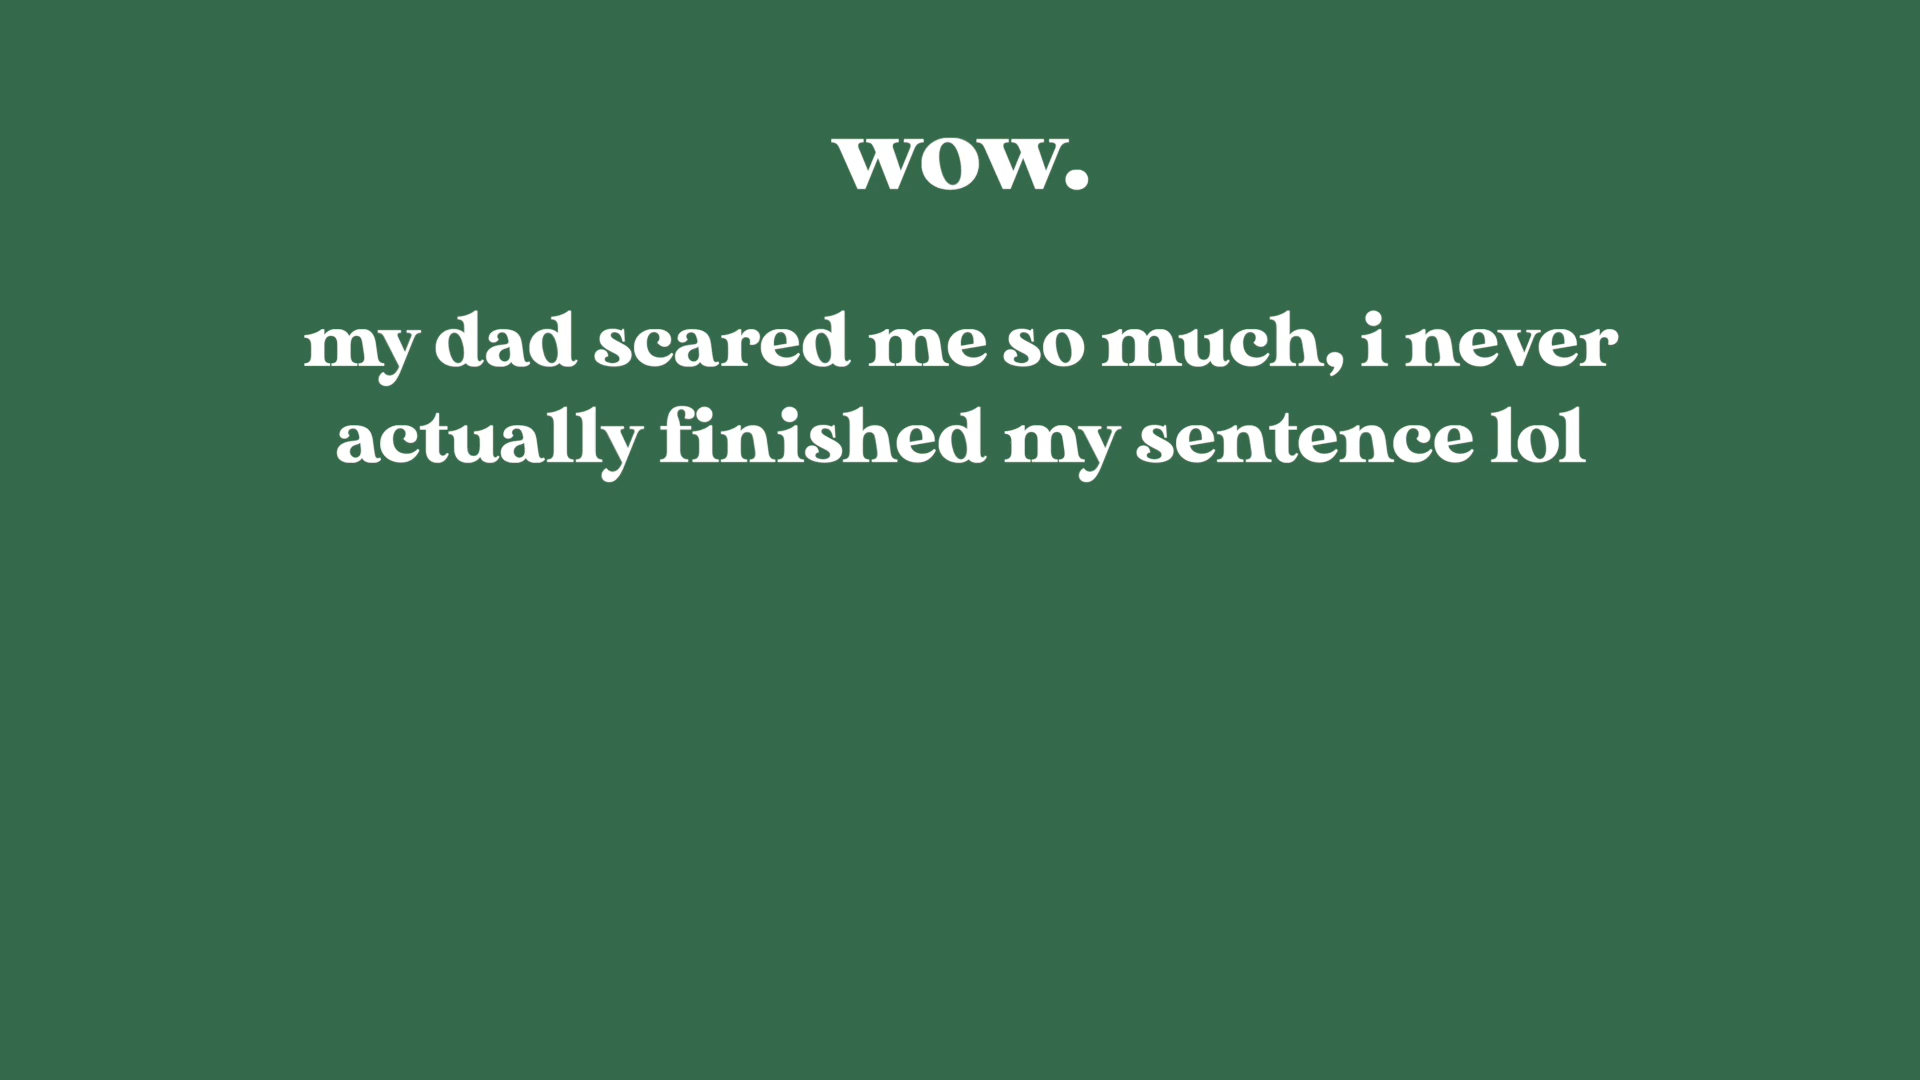 wow.
my dad scared me so much, i never
actually finished my sentence lol